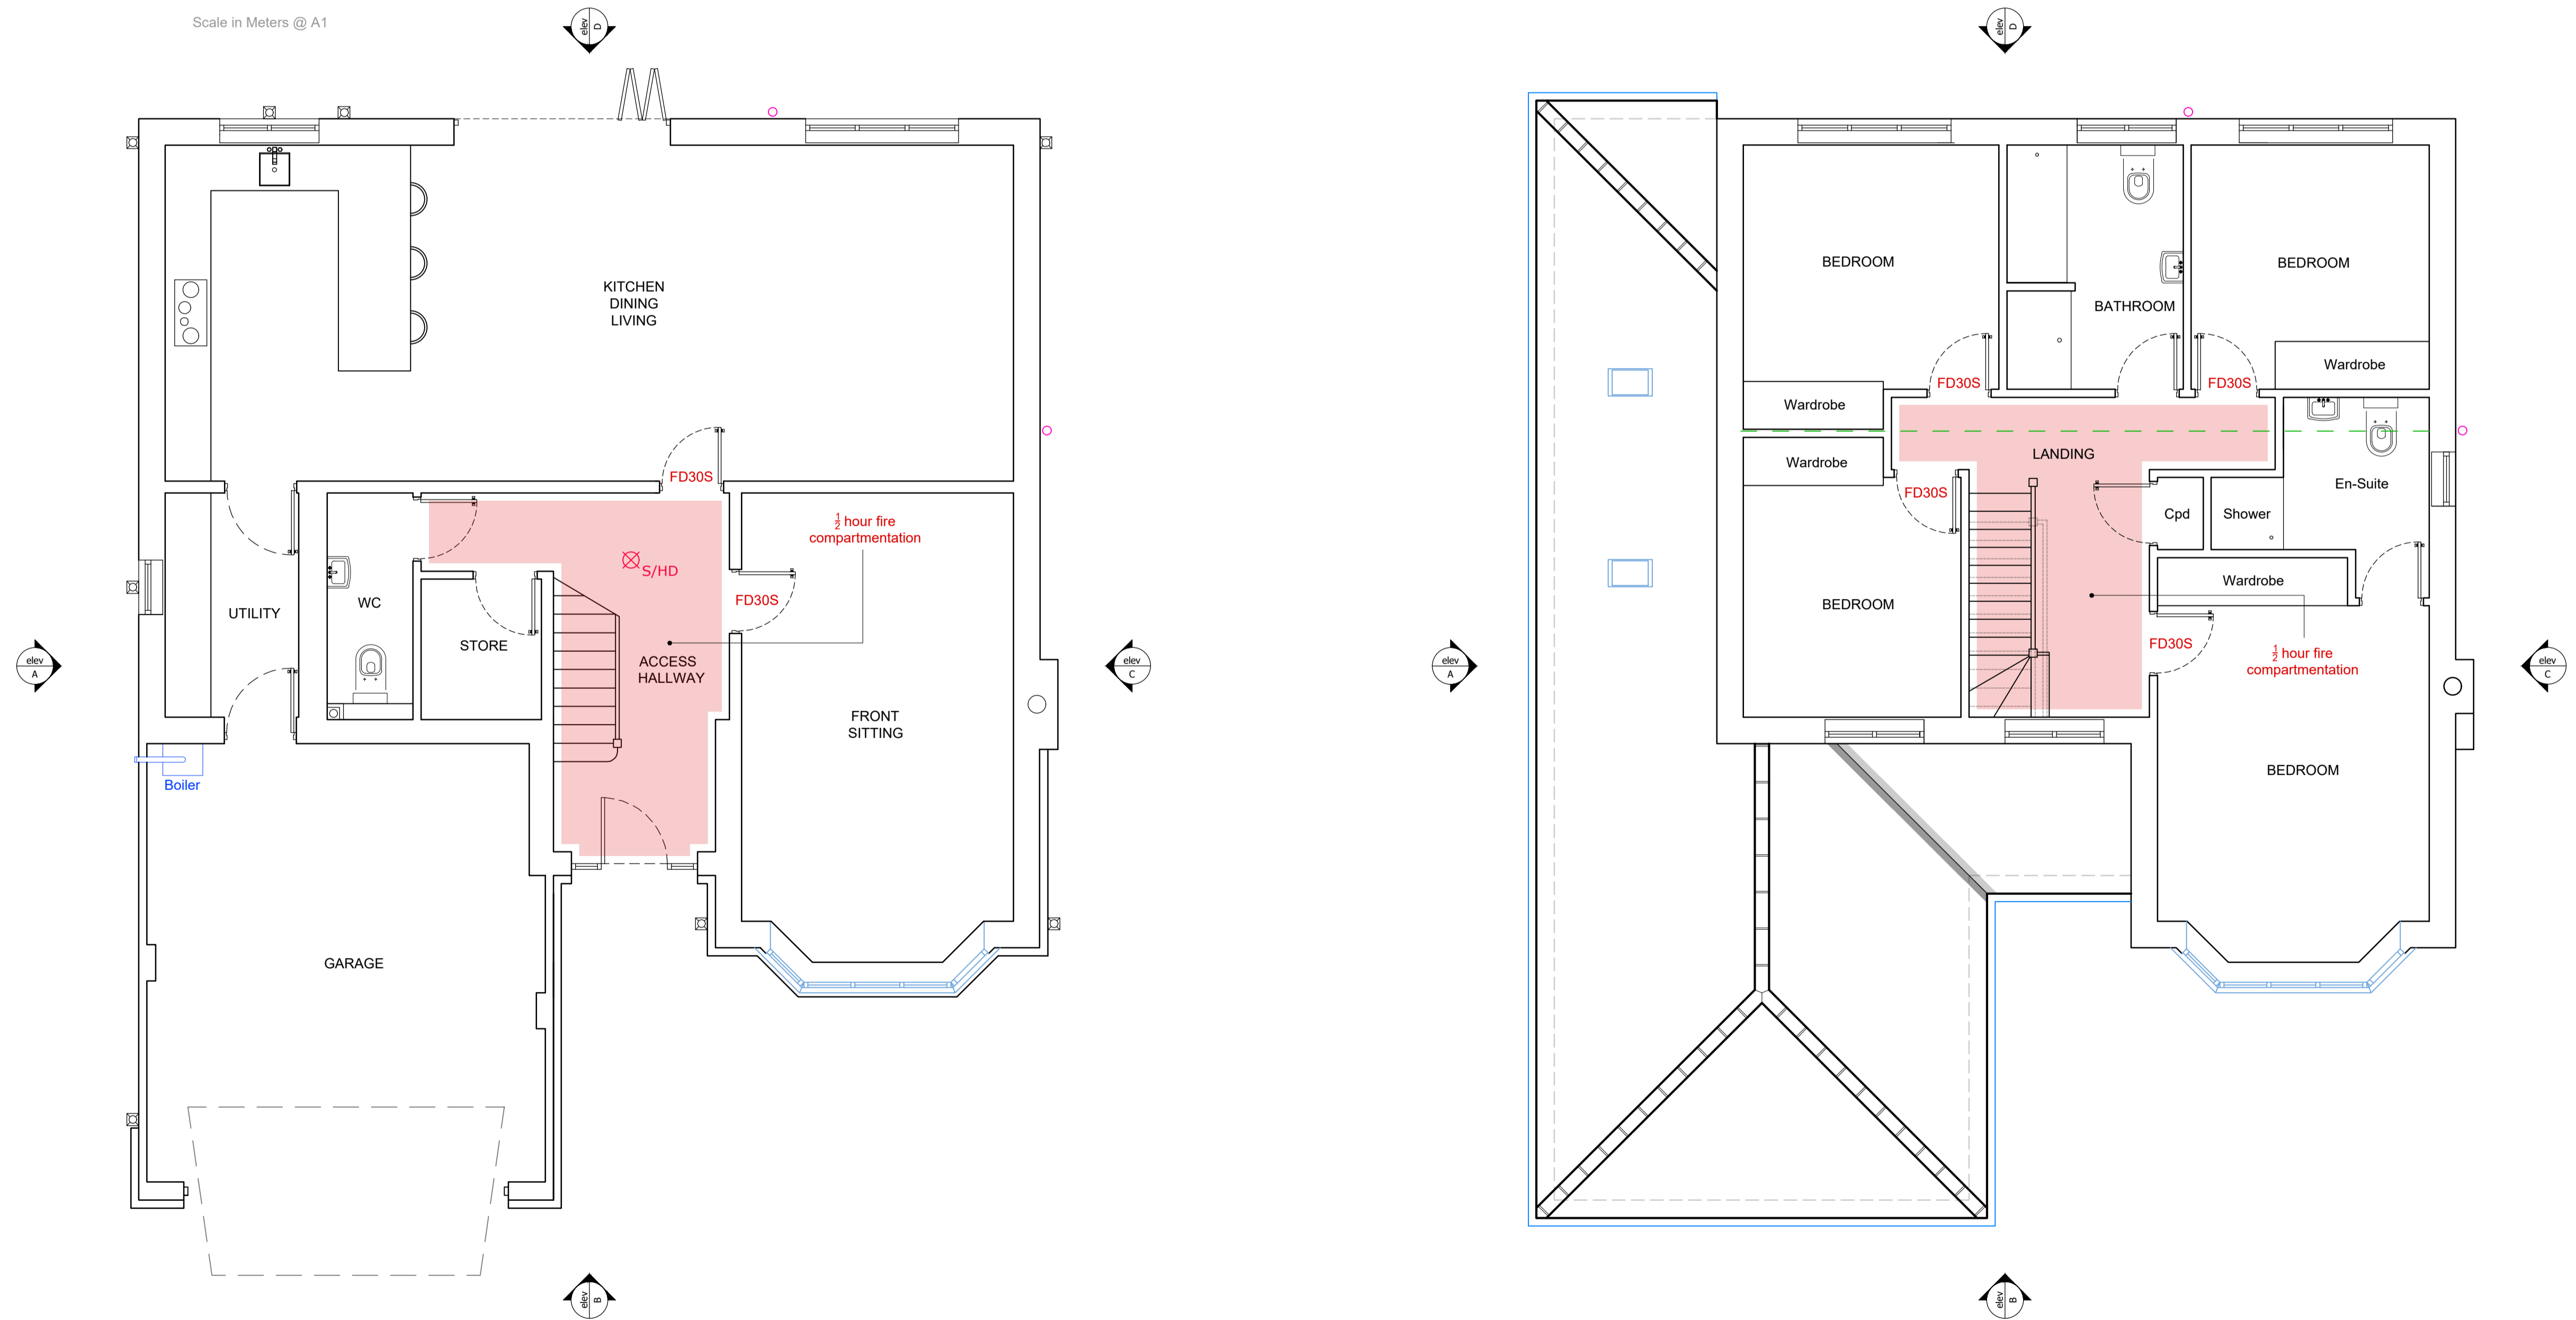 Scale in Meters @ A1
elev
D
elev
D
KITCHEN
DINING
LIVING
BEDROOM
BEDROOM
BATHROOM
Wardrobe
FD30S
FD30S
Wardrobe
LANDING
Wardrobe
FD30S
En-Suite
FD30S
Cpd
Shower
½ hour fire
compartmentation
S/HD
Wardrobe
WC
FD30S
BEDROOM
UTILITY
STORE
FD30S
ACCESS
HALLWAY
½ hour fire
compartmentation
elev
A
elev
C
elev
A
elev
C
FRONT
SITTING
BEDROOM
Boiler
GARAGE
elev
B
elev
B